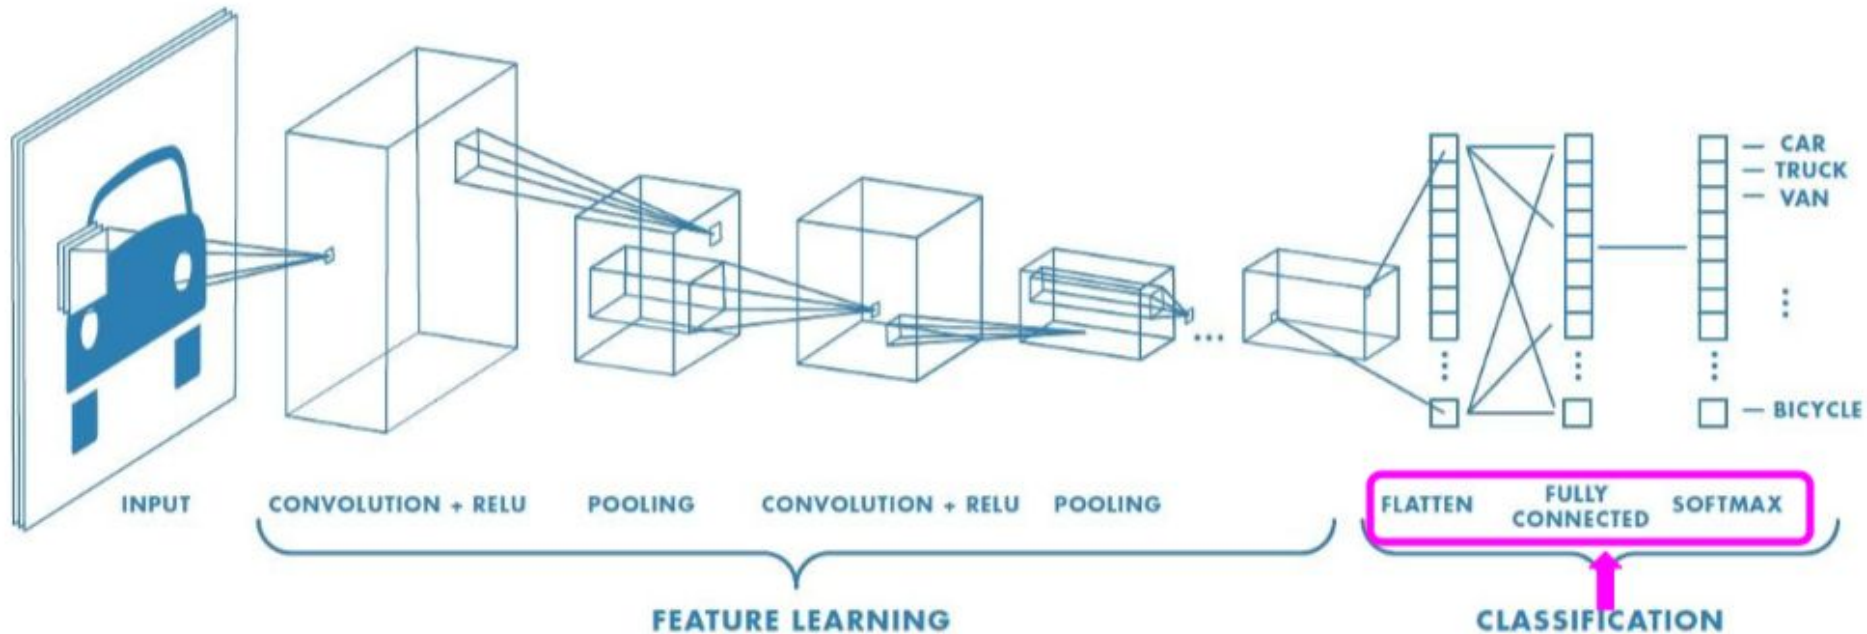 CAR
TRUCK
VAN
BICYCLE
INPUT
CONVOLUTION + RELU
POOLING
CONVOLUTION + RELU
POOLING
FLATTEN
FULLY
CONNECTED
SOFTMAX
FEATURE LEARNING
CLASSIFICATION